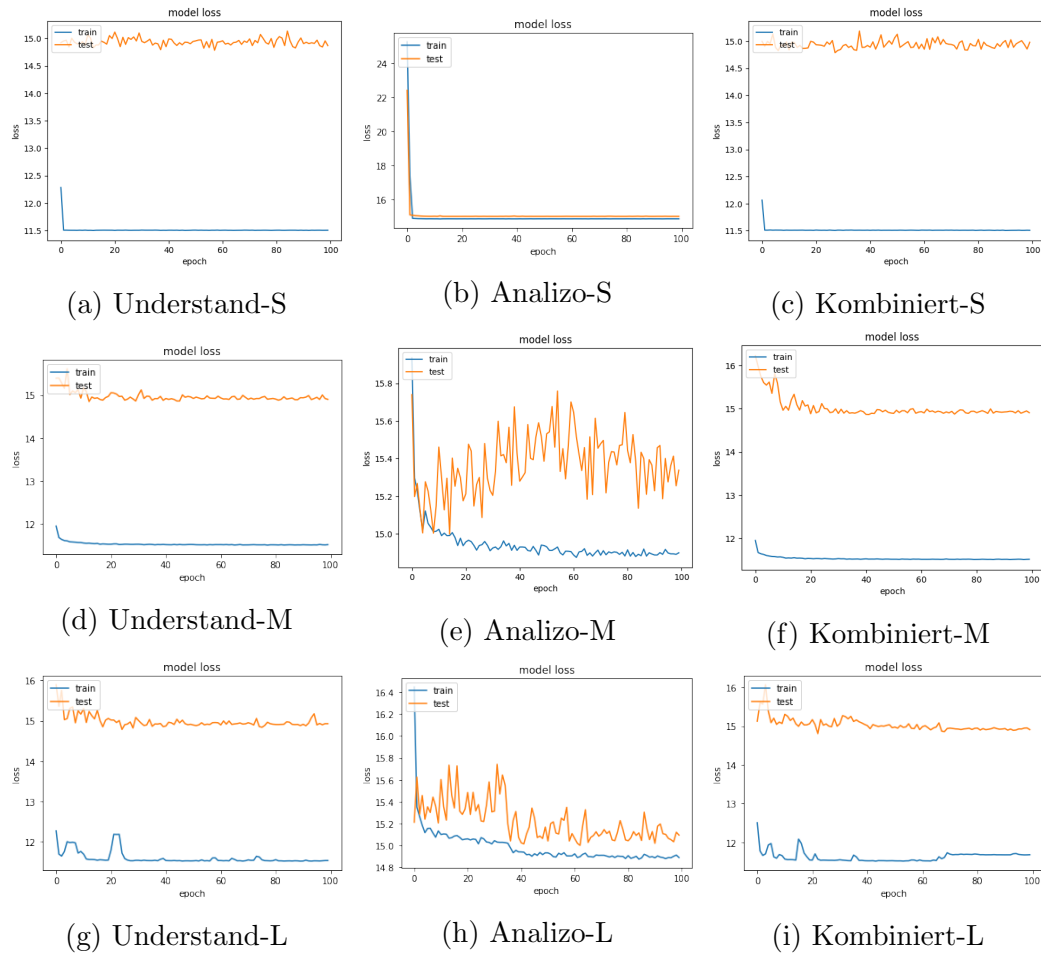 model loss
train
test
15.0
14.5
14.0
13.5
13.0
12.5
12.0
11.5
loss
0 20 40 60 80 100
epoch
(a) Understand-S
model loss
train
test
24
22
20
18
16
loss
0 20 40 60 80 100
epoch
(b) Analizo-S
model loss
train
test
15.0
14.5
14.0
13.5
13.0
12.5
12.0
11.5
loss
0 20 40 60 80 100
epoch
(c) Kombiniert-S
model loss
train
test
15
14
13
12
loss
0 20 40 60 80 100
epoch
(d) Understand-M
model loss
train
test
15.8
15.6
15.4
15.2
15.0
loss
0 20 40 60 80 100
epoch
(e) Analizo-M
model loss
train
test
16
15
14
13
12
loss
0 20 40 60 80 100
epoch
(f) Kombiniert-M
model loss
train
test
16
15
14
13
12
loss
0 20 40 60 80 100
epoch
(g) Understand-L
model loss
train
test
16.4
16.2
16.0
15.8
15.6
15.4
15.2
15.0
14.8
loss
0 20 40 60 80 100
epoch
(h) Analizo-L
model loss
train
test
16
15
14
13
12
loss
0 20 40 60 80 100
epoch
(i) Kombiniert-L